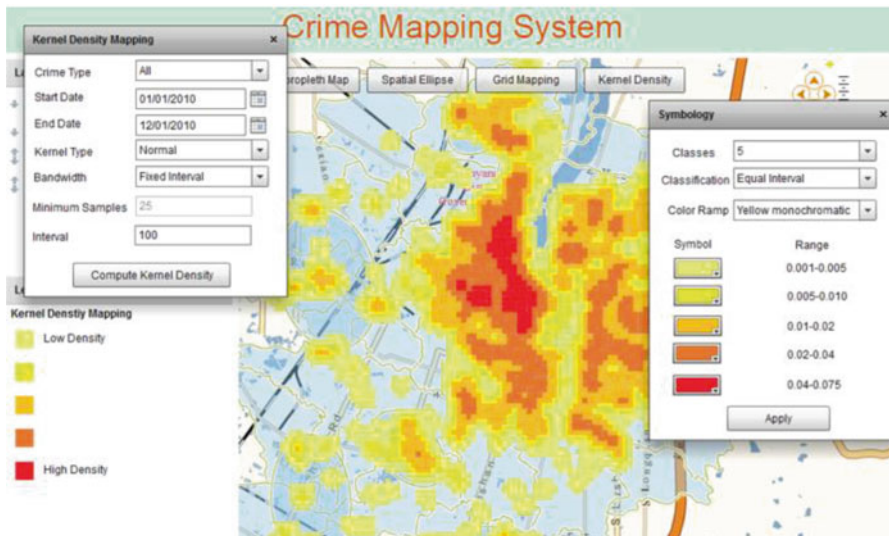 Crime Mapping System
Kernel Density Mapping ×
Crime Type All
Start Date 01/01/2010
End Date 12/01/2010
Kernel Type Normal
Bandwidth Fixed Interval
Minimum Samples 25
Interval 100
Compute Kernel Density
oropleth Map
Spatial Ellipse
Grid Mapping
Kernel Density
Symbology ×
Classes 5
Classification Equal Interval
Color Ramp Yellow monochromatic
Symbol Range
0.001-0.005
0.005-0.010
0.01-0.02
0.02-0.04
0.04-0.075
Apply
Kernel Denstiy Mapping
Low Density
High Density